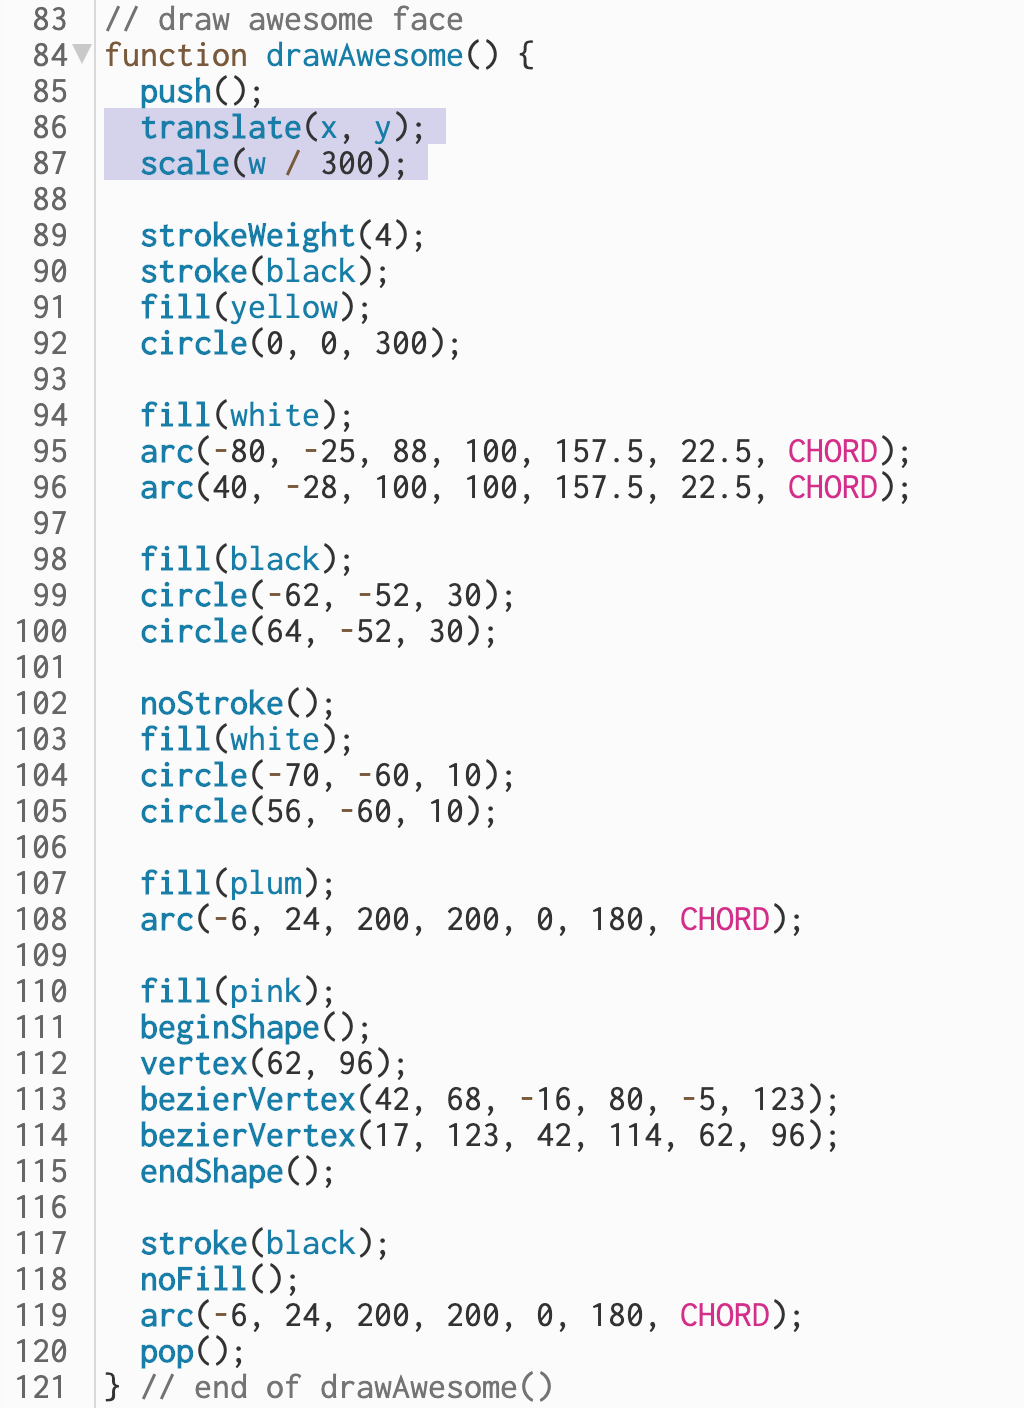 83 // draw awesome face
84 function drawAwesome() {
85   push();
86   translate(x, y);
87   scale(w / 300);
88
89   strokeWeight(4);
90   stroke(black);
91   fill(yellow);
92   circle(0, 0, 300);
93
94   fill(white);
95   arc(-80, -25, 88, 100, 157.5, 22.5, CHORD);
96   arc(40, -28, 100, 100, 157.5, 22.5, CHORD);
97
98   fill(black);
99   circle(-62, -52, 30);
100   circle(64, -52, 30);
101
102   noStroke();
103   fill(white);
104   circle(-70, -60, 10);
105   circle(56, -60, 10);
106
107   fill(plum);
108   arc(-6, 24, 200, 200, 0, 180, CHORD);
109
110   fill(pink);
111   beginShape();
112   vertex(62, 96);
113   bezierVertex(42, 68, -16, 80, -5, 123);
114   bezierVertex(17, 123, 42, 114, 62, 96);
115   endShape();
116
117   stroke(black);
118   noFill();
119   arc(-6, 24, 200, 200, 0, 180, CHORD);
120   pop();
121 } // end of drawAwesome()